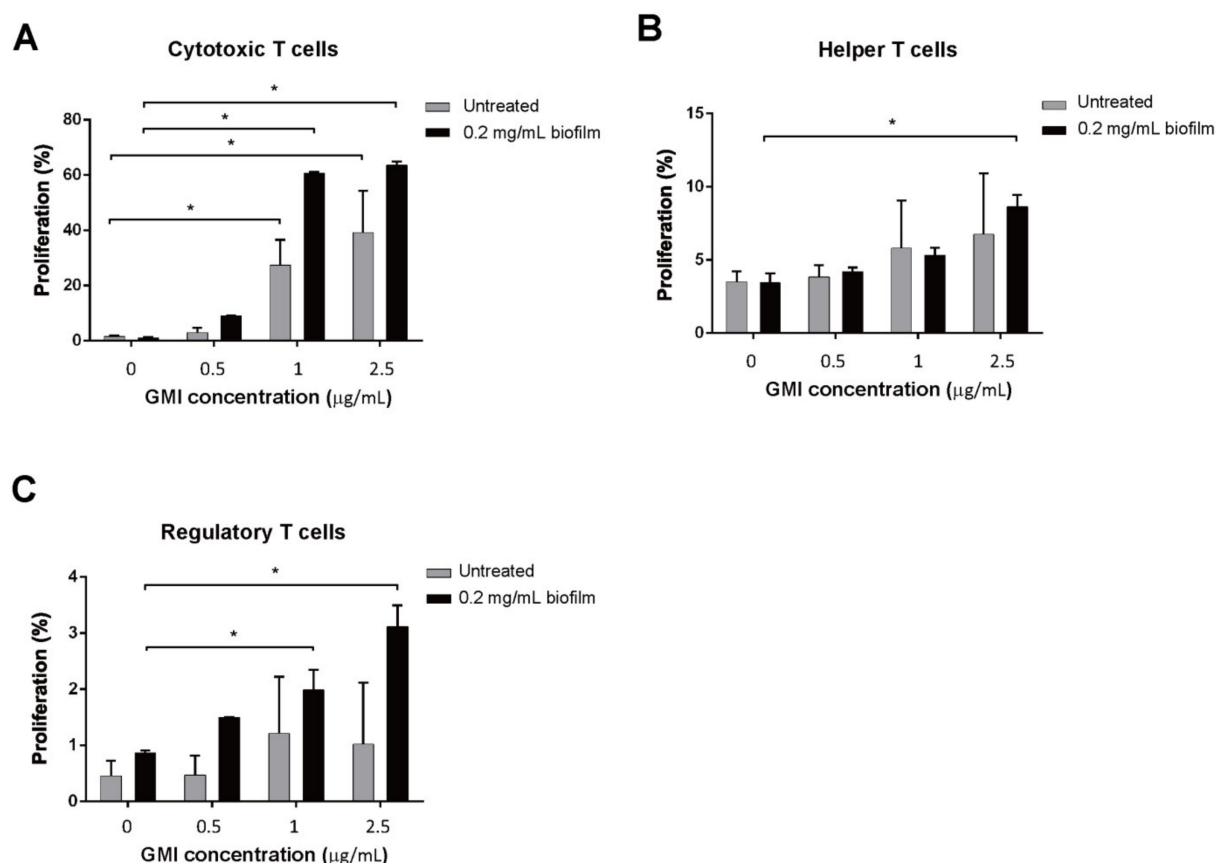 A
Cytotoxic T cells
Untreated
0.2 mg/mL biofilm
*
*
*
*
Proliferation (%)
80
60
40
20
0
0 0.5 1 2.5
GMI concentration (μg/mL)
B
Helper T cells
Untreated
0.2 mg/mL biofilm
*
Proliferation (%)
15
10
5
0
0 0.5 1 2.5
GMI concentration (μg/mL)
C
Regulatory T cells
Untreated
0.2 mg/mL biofilm
*
*
Proliferation (%)
4
3
2
1
0
0 0.5 1 2.5
GMI concentration (μg/mL)